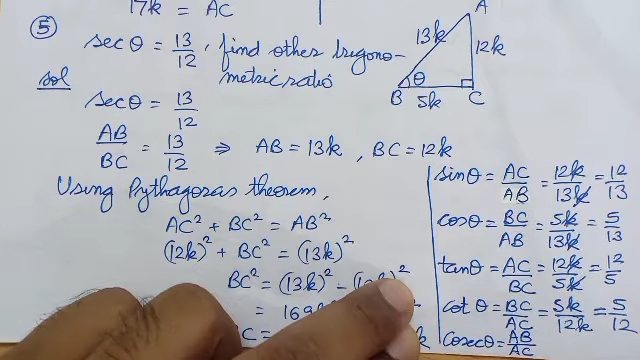 17k = AC
⑤ secθ = 13/12, find other trigono-
metric ratio
A
13k
12k
θ
B
5k
C
sol
secθ = 13/12
AB/BC = 13/12 ⇒ AB = 13k, BC = 12k
Using Pythagoras theorem,
AC² + BC² = AB²
(12k)² + BC² = (13k)²
BC² = (13k)² - (12k)²
= 169
C =
k
sinθ = AC/AB = 12k/13k = 12/13
cosθ = BC/AB = 5k/13k = 5/13
tanθ = AC/BC = 12k/5k = 12/5
cotθ = BC/AC = 5k/12k = 5/12
cosecθ = AB/AC